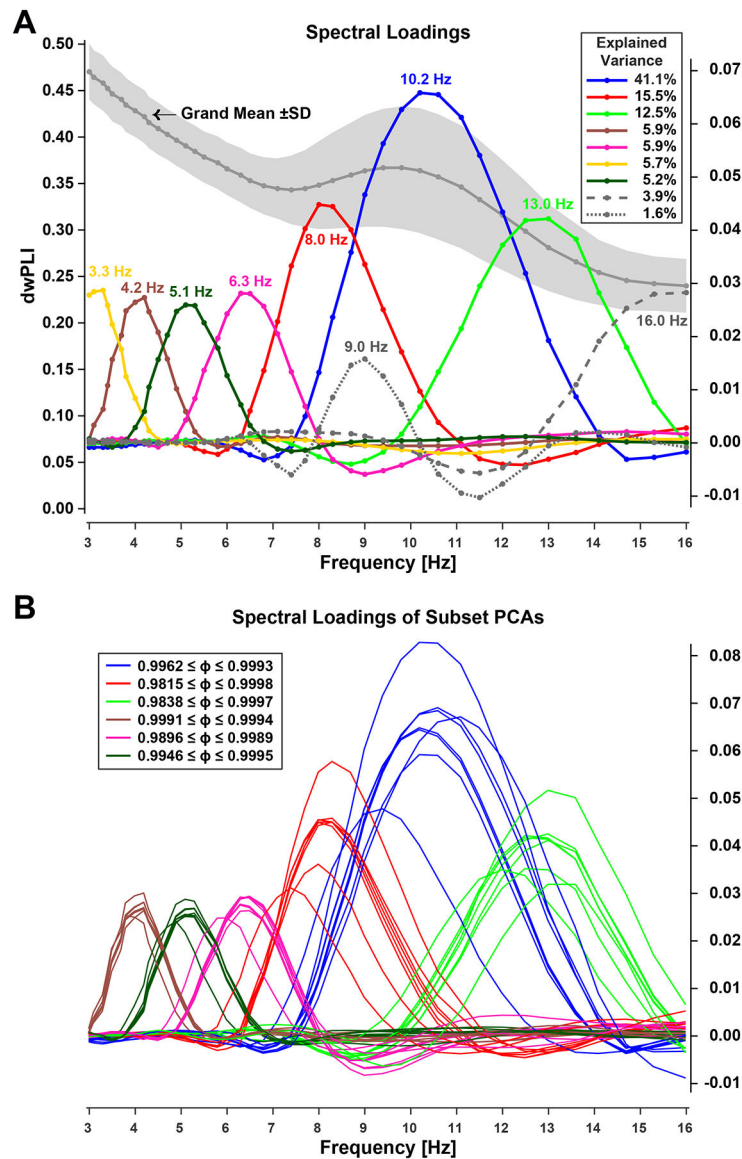 A
Spectral Loadings
0.50
0.45
0.40
0.35
0.30
0.25
0.20
0.15
0.10
0.05
0.00
dwPLI
Grand Mean ±SD
10.2 Hz
Explained
Variance
41.1%
15.5%
12.5%
5.9%
5.9%
5.7%
5.2%
3.9%
1.6%
0.07
0.06
0.05
0.04
0.03
0.02
0.01
0.00
-0.01
13.0 Hz
8.0 Hz
3.3 Hz
4.2 Hz
5.1 Hz
6.3 Hz
9.0 Hz
16.0 Hz
3 4 5 6 7 8 9 10 11 12 13 14 15 16
Frequency [Hz]
B
Spectral Loadings of Subset PCAs
0.9962 ≤ ϕ ≤ 0.9993
0.9815 ≤ ϕ ≤ 0.9998
0.9838 ≤ ϕ ≤ 0.9997
0.9991 ≤ ϕ ≤ 0.9994
0.9896 ≤ ϕ ≤ 0.9989
0.9946 ≤ ϕ ≤ 0.9995
0.08
0.07
0.06
0.05
0.04
0.03
0.02
0.01
0.00
-0.01
3 4 5 6 7 8 9 10 11 12 13 14 15 16
Frequency [Hz]